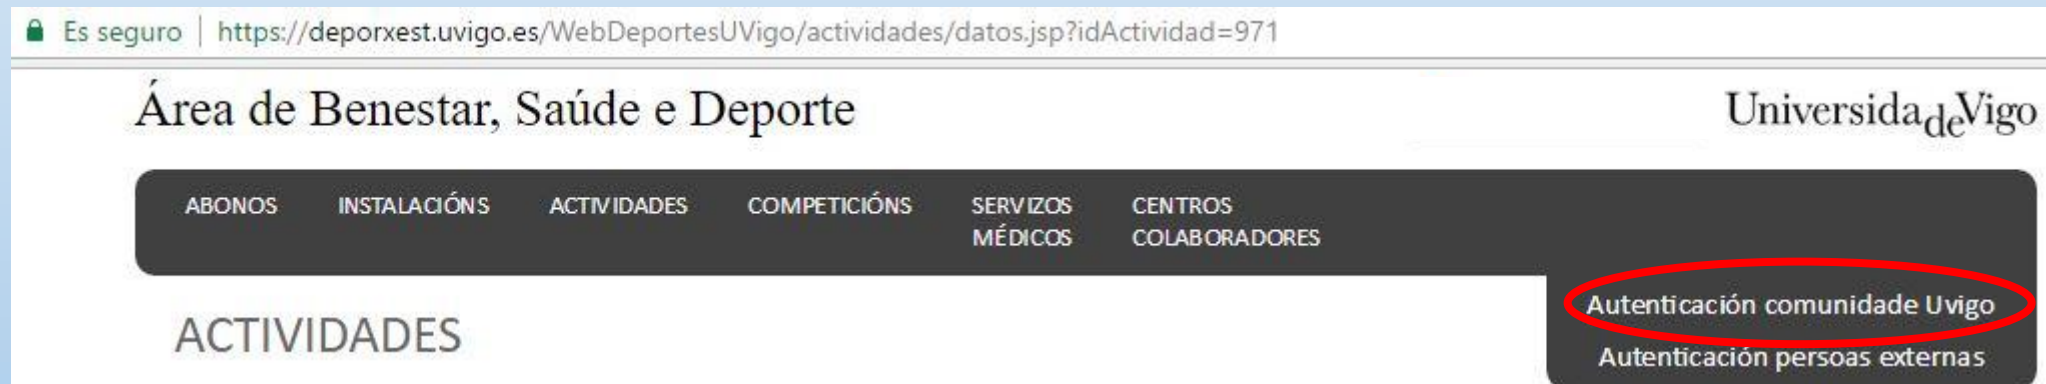 Es seguro | https://deporxest.uvigo.es/WebDeportesUVigo/actividades/datos.jsp?idActividad=971
Área de Benestar, Saúde e Deporte
UniversidadeVigo
ABONOS INSTALACIÓNS ACTIVIDADES COMPETICIÓNS SERVIZOS MÉDICOS CENTROS COLABORADORES
Autenticación comunidade Uvigo
ACTIVIDADES
Autenticación persoas externas